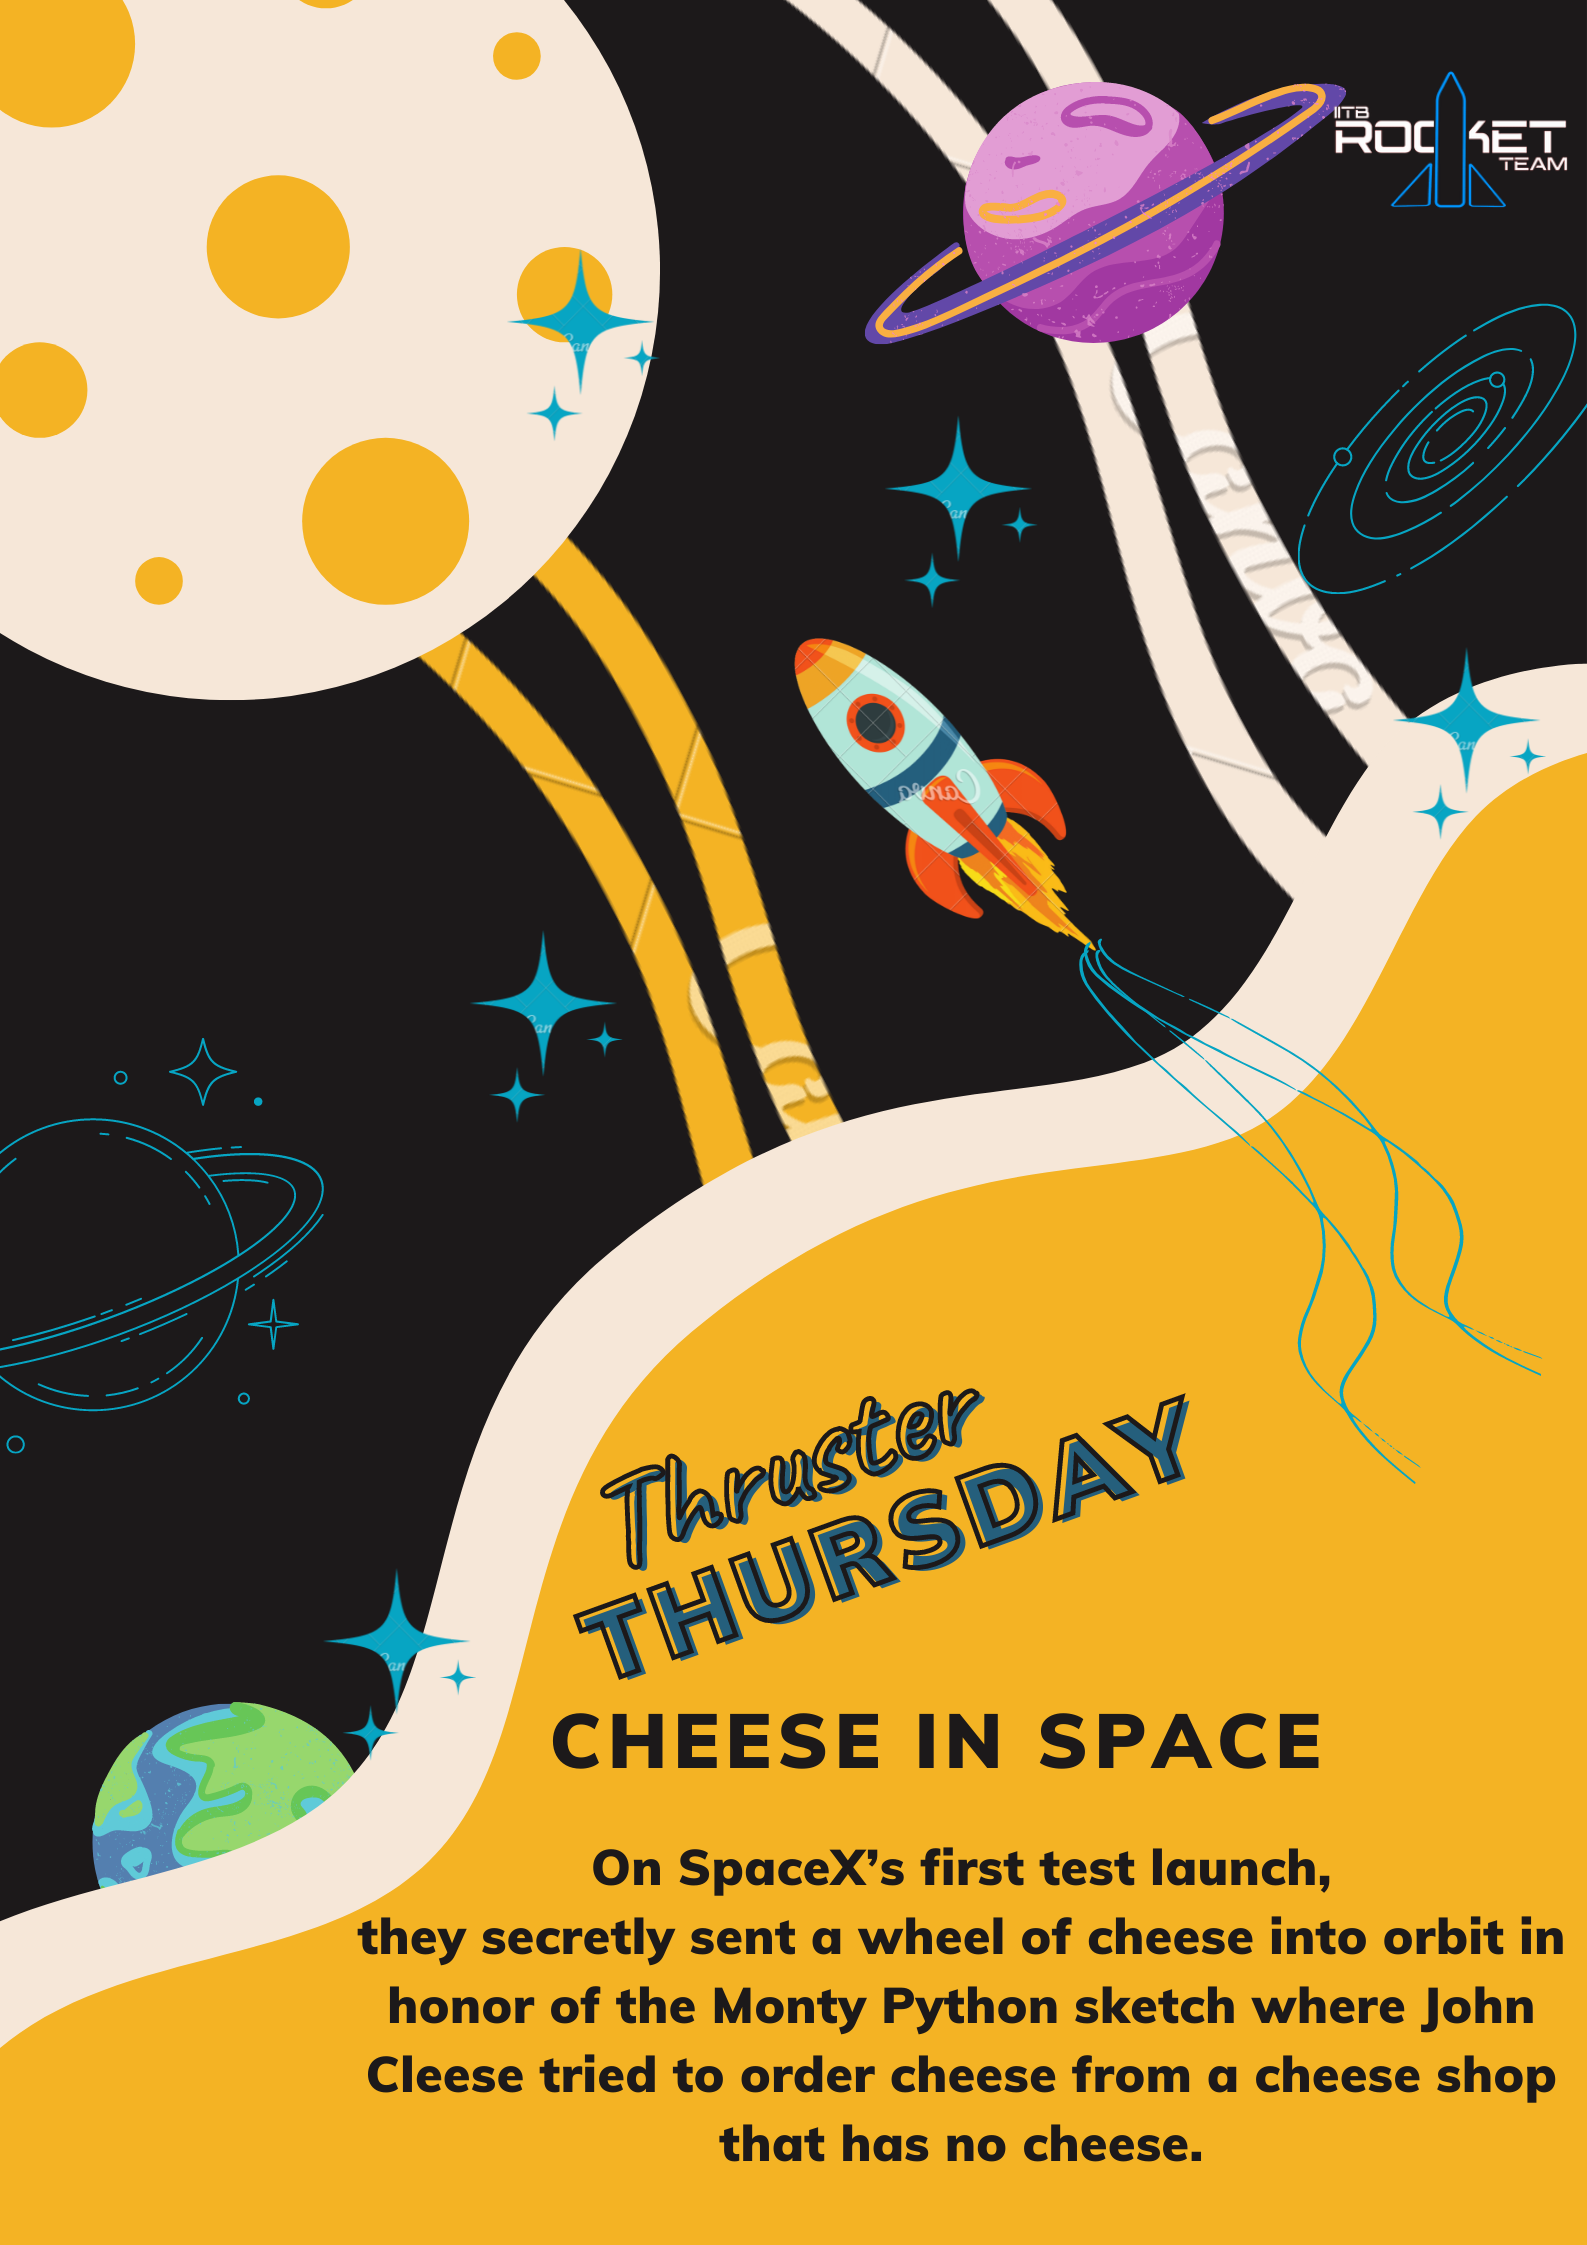 IITB
ROCKET
TEAM
Canva
Canva
Thruster
THURSDAY
CHEESE IN SPACE
On SpaceX’s first test launch,
they secretly sent a wheel of cheese into orbit in
honor of the Monty Python sketch where John
Cleese tried to order cheese from a cheese shop
that has no cheese.